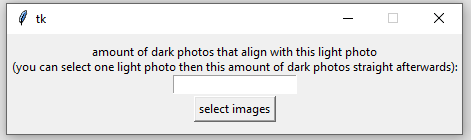 tk
amount of dark photos that align with this light photo
(you can select one light photo then this amount of dark photos straight afterwards):
select images